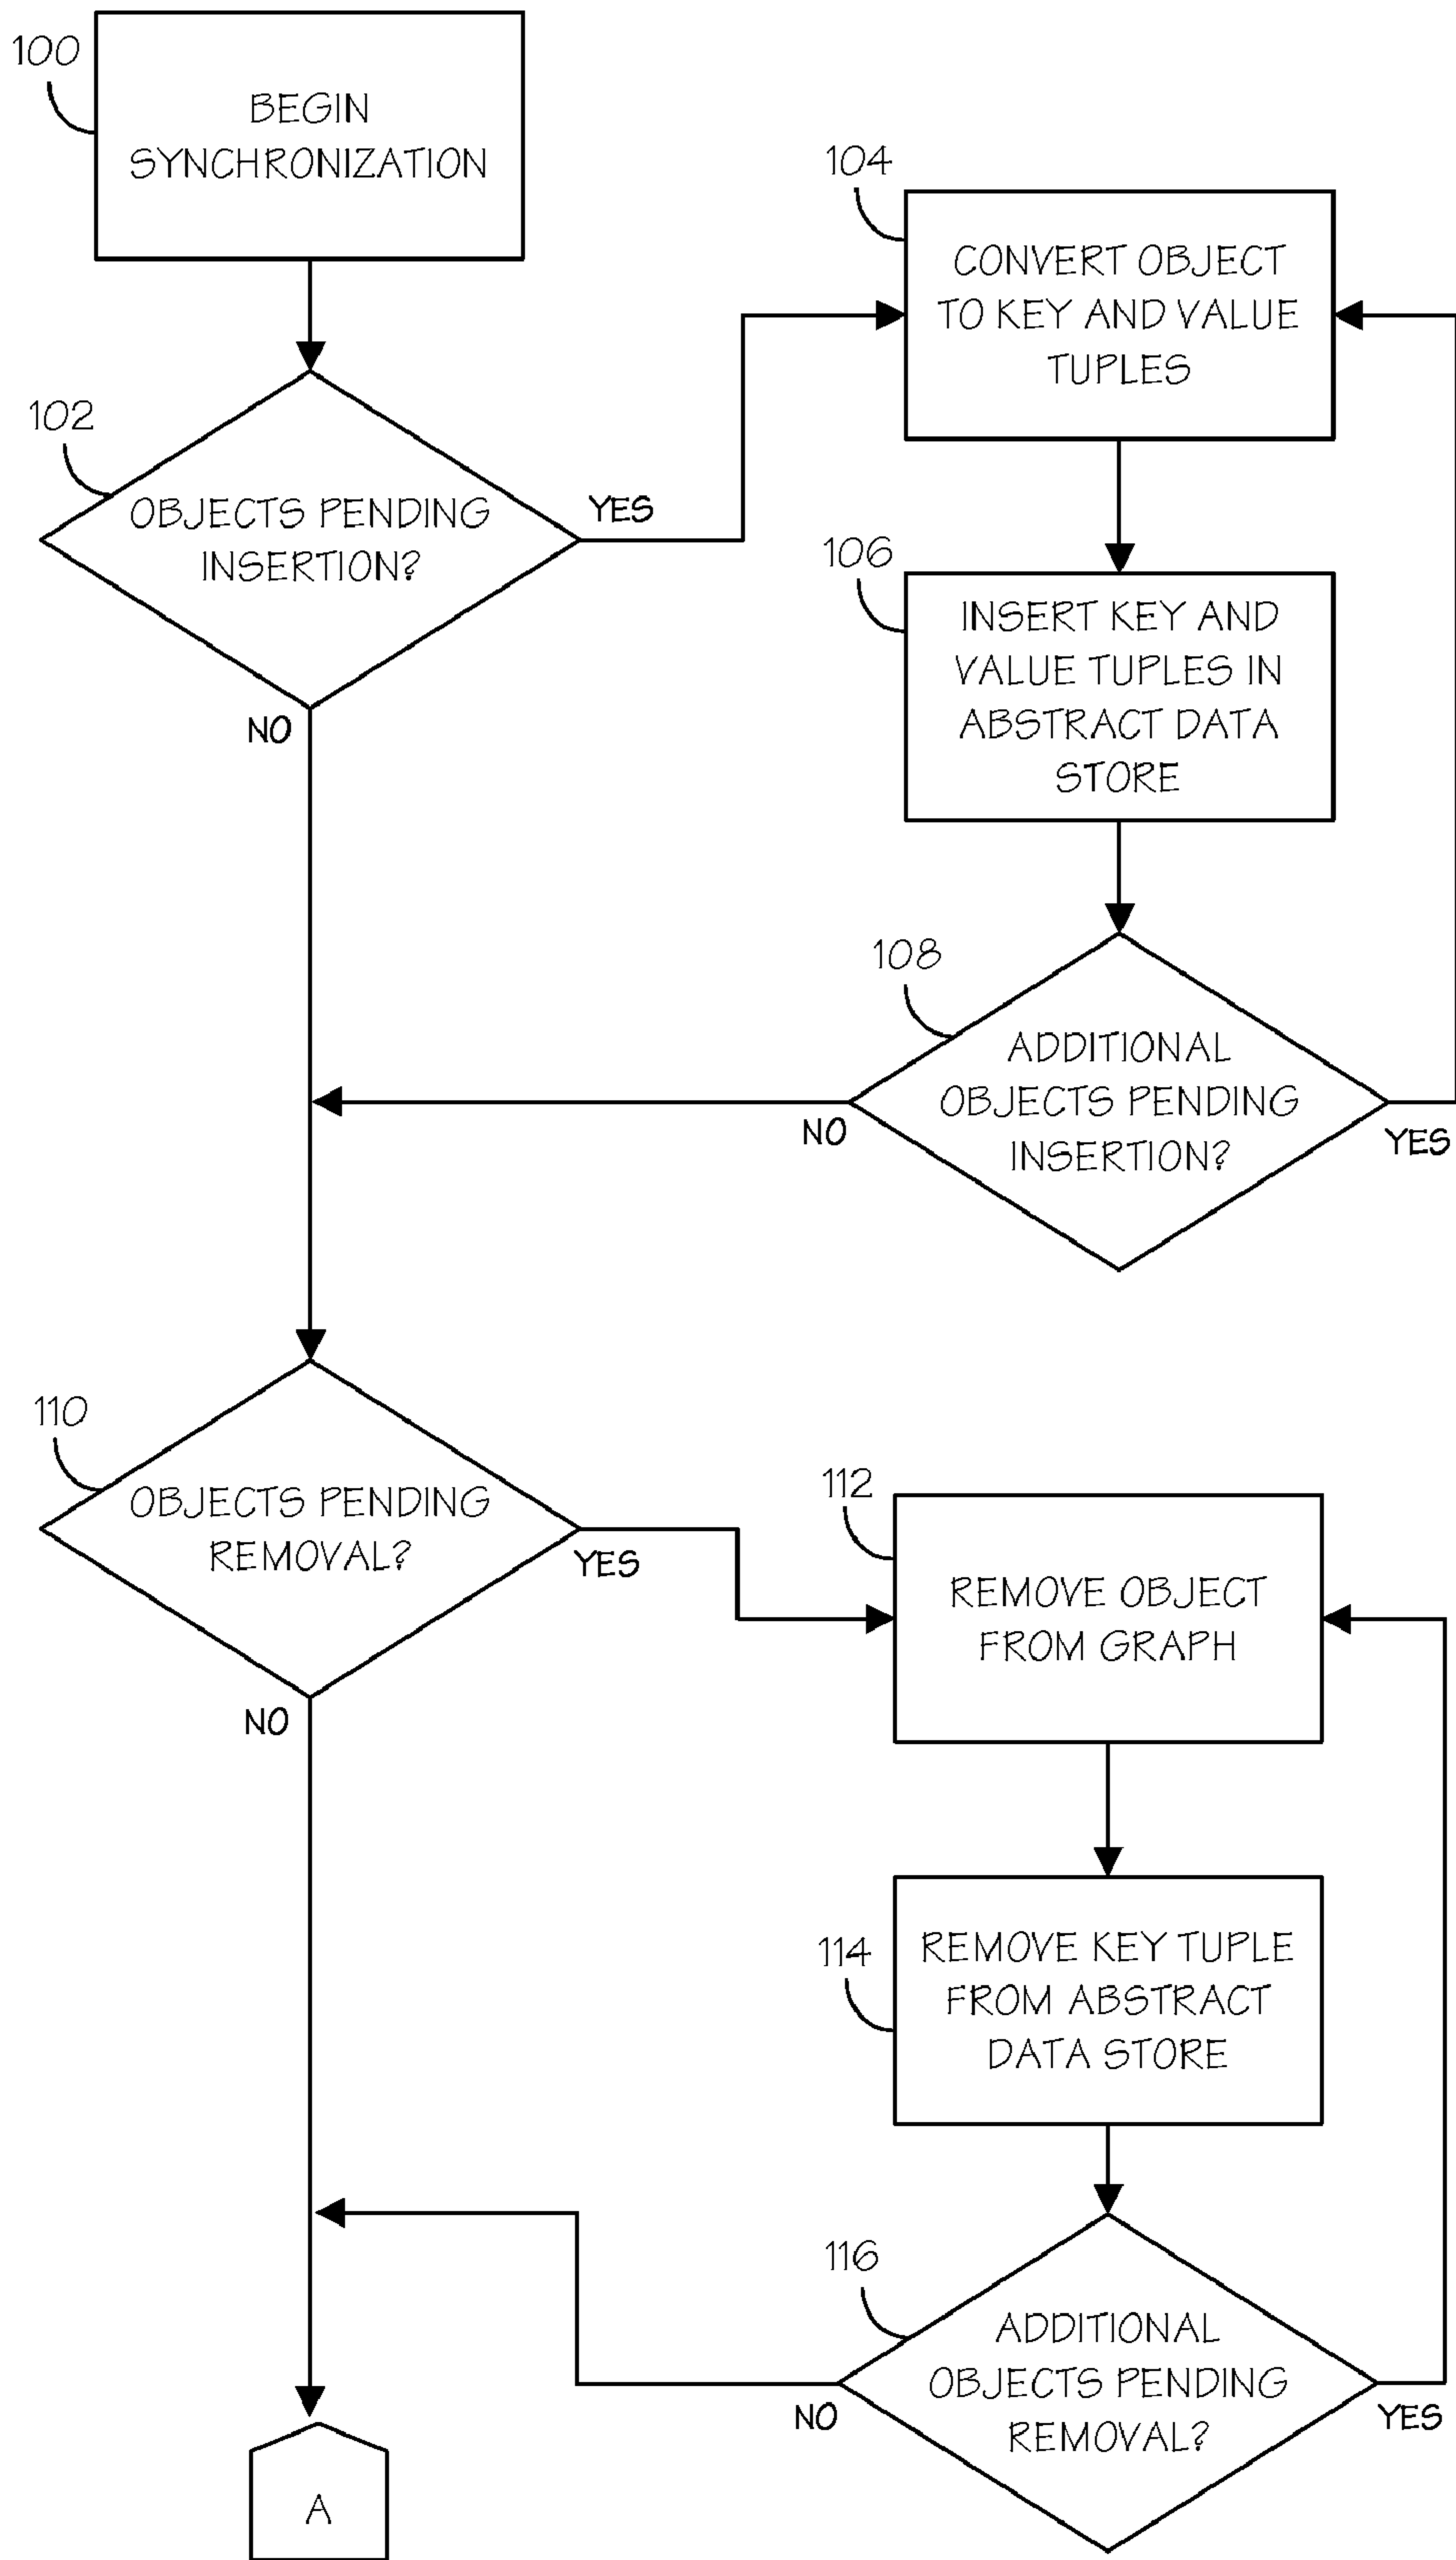 100
BEGIN
SYNCHRONIZATION
104
CONVERT OBJECT
TO KEY AND VALUE
TUPLES
102
OBJECTS PENDING
INSERTION?
YES
NO
106
INSERT KEY AND
VALUE TUPLES IN
ABSTRACT DATA
STORE
108
ADDITIONAL
OBJECTS PENDING
INSERTION?
NO
YES
110
OBJECTS PENDING
REMOVAL?
YES
NO
112
REMOVE OBJECT
FROM GRAPH
114
REMOVE KEY TUPLE
FROM ABSTRACT
DATA STORE
116
ADDITIONAL
OBJECTS PENDING
REMOVAL?
NO
YES
A